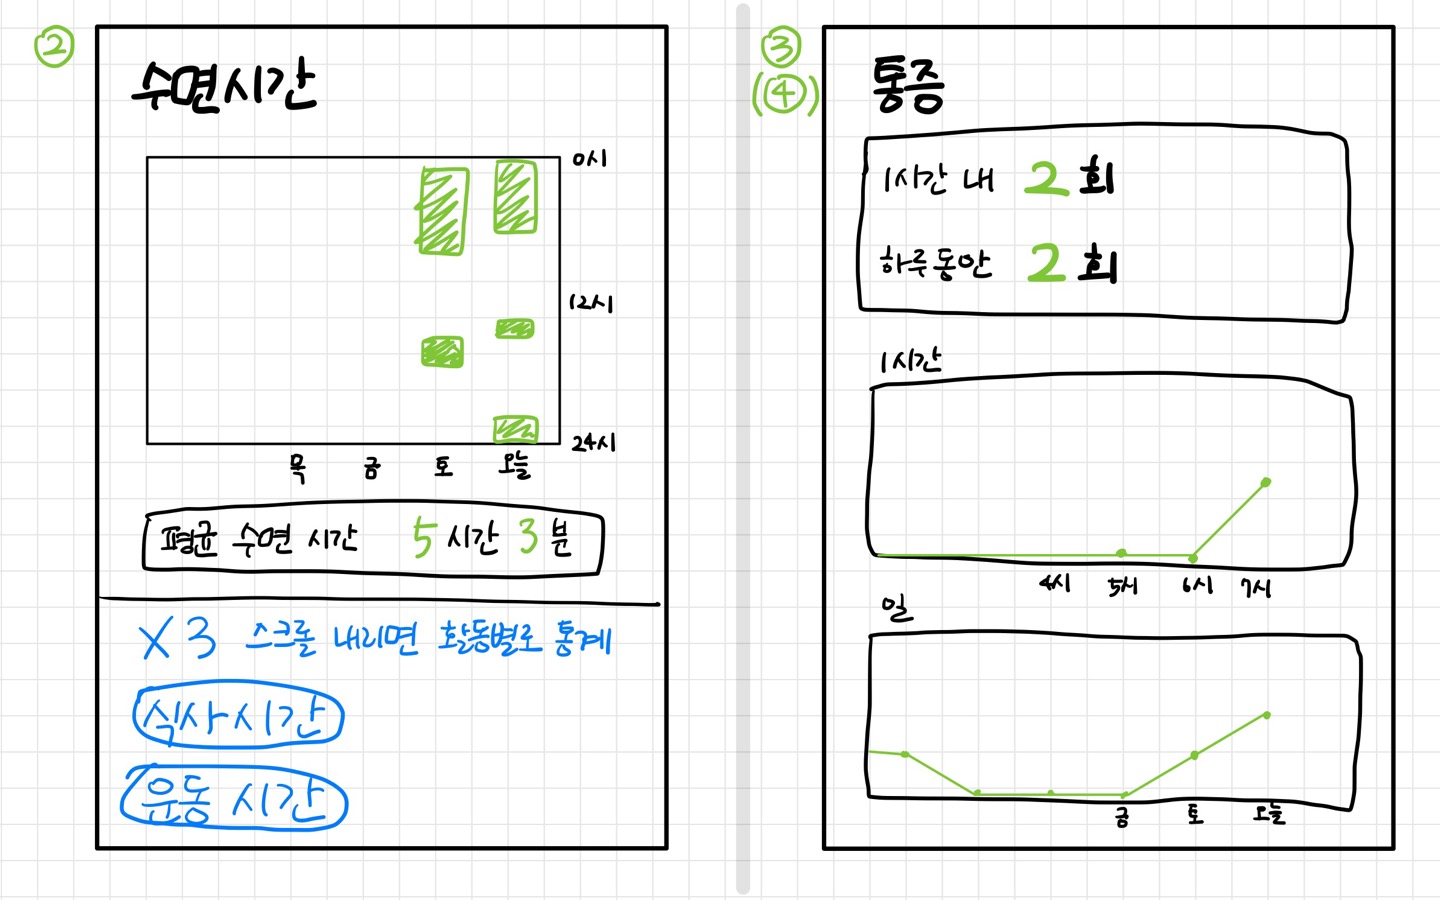 ②
수면시간
0시
12시
24시
목 금 토 오늘
평균 수면 시간 5시간 3분
X3 스크롤 내리면 활동별로 통계
식사시간
운동 시간
③
(④)
통증
1시간 내 2회
하루동안 2회
1시간
4시 5시 6시 7시
일
금 토 오늘